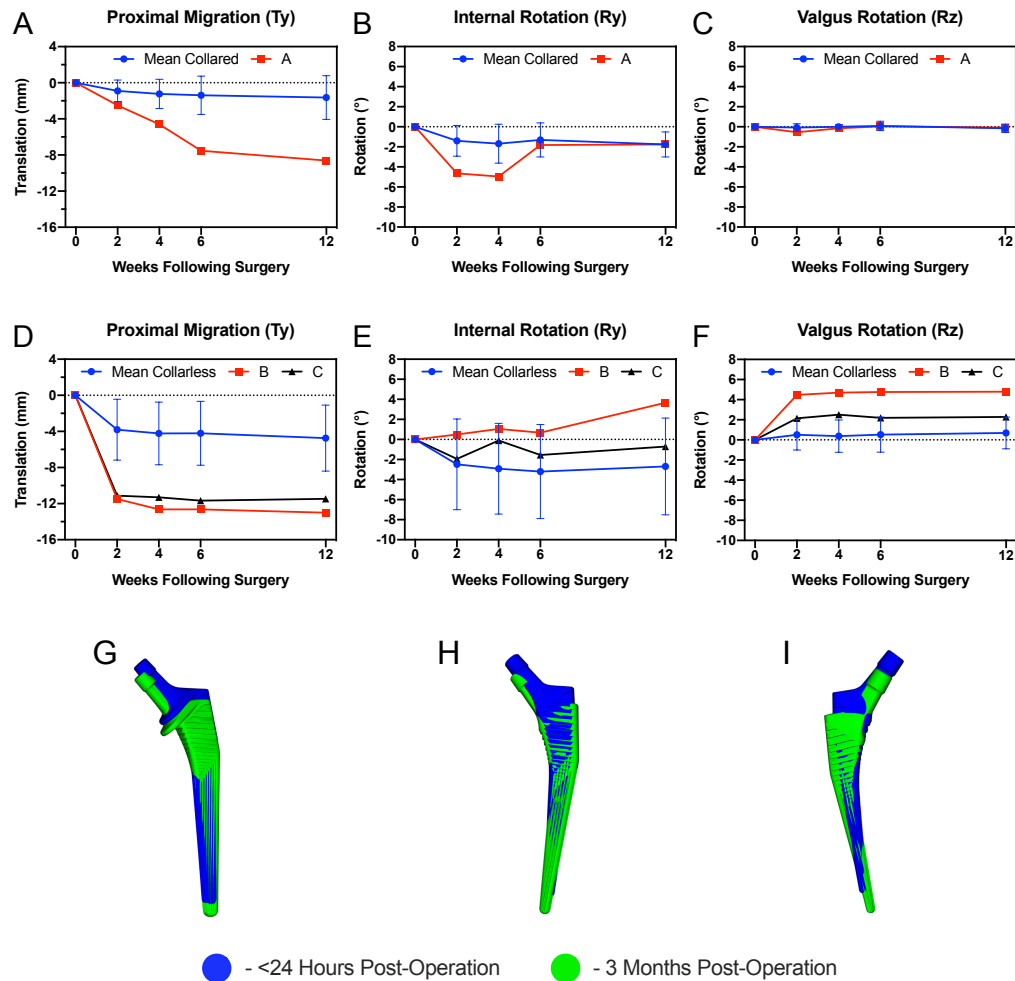 A
Proximal Migration (Ty)
Translation (mm)
4
0
-4
-8
-12
-16
Mean Collared
A
0
2
4
6
12
Weeks Following Surgery
B
Internal Rotation (Ry)
Rotation (°)
8
6
4
2
0
-2
-4
-6
-8
-10
Mean Collared
A
0
2
4
6
12
Weeks Following Surgery
C
Valgus Rotation (Rz)
Rotation (°)
8
6
4
2
0
-2
-4
-6
-8
-10
Mean Collared
A
0
2
4
6
12
Weeks Following Surgery
D
Proximal Migration (Ty)
Translation (mm)
4
0
-4
-8
-12
-16
Mean Collarless
B
C
0
2
4
6
12
Weeks Following Surgery
E
Internal Rotation (Ry)
Rotation (°)
8
6
4
2
0
-2
-4
-6
-8
-10
Mean Collarless
B
C
0
2
4
6
12
Weeks Following Surgery
F
Valgus Rotation (Rz)
Rotation (°)
8
6
4
2
0
-2
-4
-6
-8
-10
Mean Collarless
B
C
0
2
4
6
12
Weeks Following Surgery
G
H
I
- <24 Hours Post-Operation
- 3 Months Post-Operation